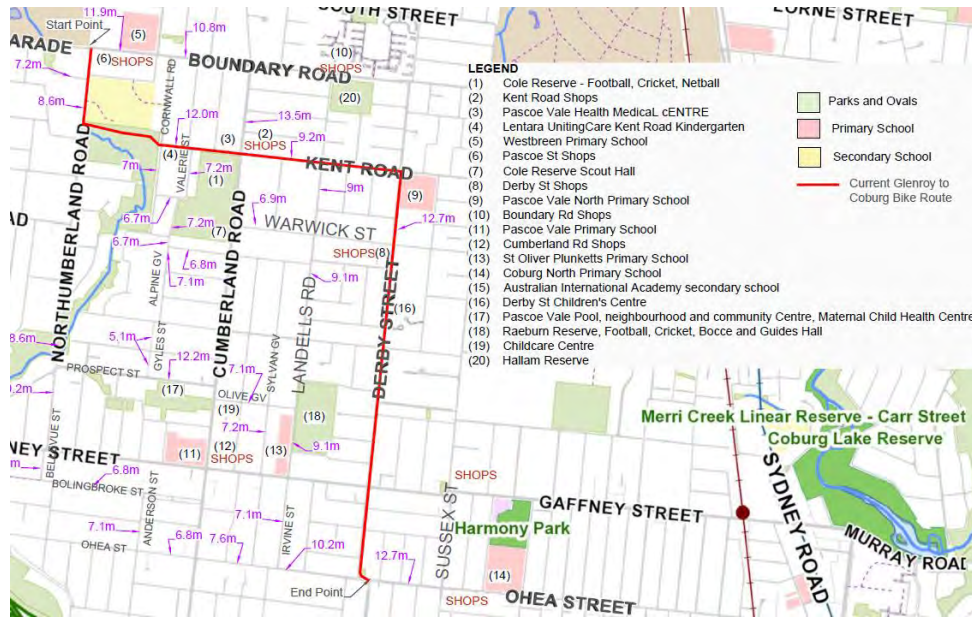 11.9m
Start Point
(5)
10.8m
SOUTH STREET
LORNE STREET
ARADE
(6)
SHOPS
(10)
SHOPS
7.2m
CORNWALL RD
BOUNDARY ROAD
(20)
8.6m
12.0m
13.5m
(3)
(2)
SHOPS
9.2m
KENT ROAD
(4)
7m
VALERIE ST
7.2m
(1)
9m
(9)
NORTHUMBERLAND ROAD
6.7m
6.9m
12.7m
AD
7.2m
(7)
WARWICK ST
6.7m
SHOPS
(8)
6.8m
7.1m
9.1m
ALPINE GV
CUMBERLAND ROAD
LANDELLS RD
DERBY STREET
(16)
8.6m
5.1m
GYLES ST
12.2m
SYLVAN GV
PROSPECT ST
7.1m
(17)
OLIVE GV
(19)
(18)
7.2m
BELLEVUE ST
(11)
(12)
SHOPS
(13)
9.1m
NEY STREET
6.8m
BOLINGBROKE ST
ANDERSON ST
7.1m
IRVINE ST
7.1m
6.8m
7.6m
OHEA ST
10.2m
12.7m
End Point
SHOPS
SUSSEX ST
GAFFNEY STREET
Harmony Park
(14)
SHOPS
OHEA STREET
SYDNEY ROAD
MURRAY ROAD
Merri Creek Linear Reserve - Carr Street
Coburg Lake Reserve
LEGEND
(1) Cole Reserve - Football, Cricket, Netball
(2) Kent Road Shops
(3) Pascoe Vale Health MedicaL cENTRE
(4) Lentara UnitingCare Kent Road Kindergarten
(5) Westbreen Primary School
(6) Pascoe St Shops
(7) Cole Reserve Scout Hall
(8) Derby St Shops
(9) Pascoe Vale North Primary School
(10) Boundary Rd Shops
(11) Pascoe Vale Primary School
(12) Cumberland Rd Shops
(13) St Oliver Plunketts Primary School
(14) Coburg North Primary School
(15) Australian International Academy secondary school
(16) Derby St Children's Centre
(17) Pascoe Vale Pool, neighbourhood and community Centre, Maternal Child Health Centre
(18) Raeburn Reserve, Football, Cricket, Bocce and Guides Hall
(19) Childcare Centre
(20) Hallam Reserve
Parks and Ovals
Primary School
Secondary School
Current Glenroy to
Coburg Bike Route